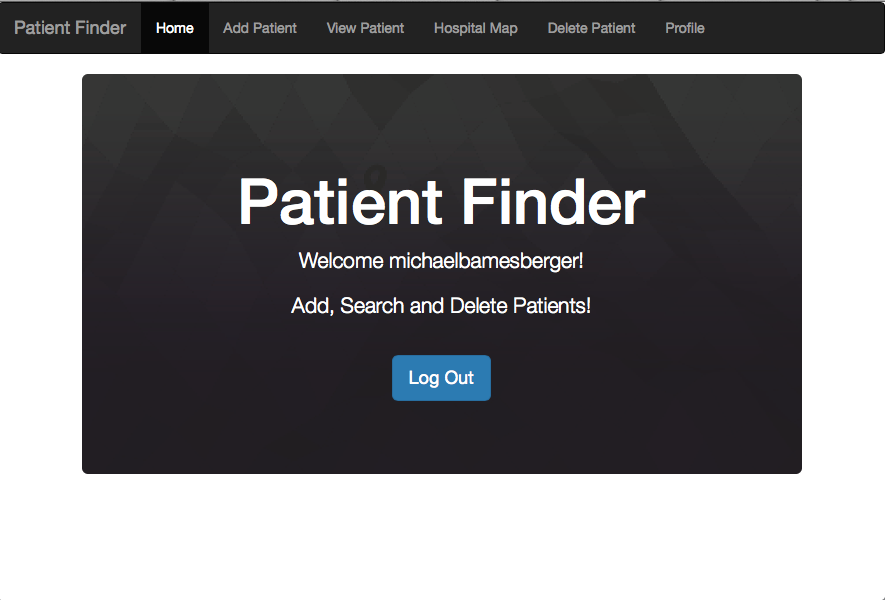 Patient Finder Home Add Patient View Patient Hospital Map Delete Patient Profile
Patient Finder
Welcome michaelbamesberger!
Add, Search and Delete Patients!
Log Out